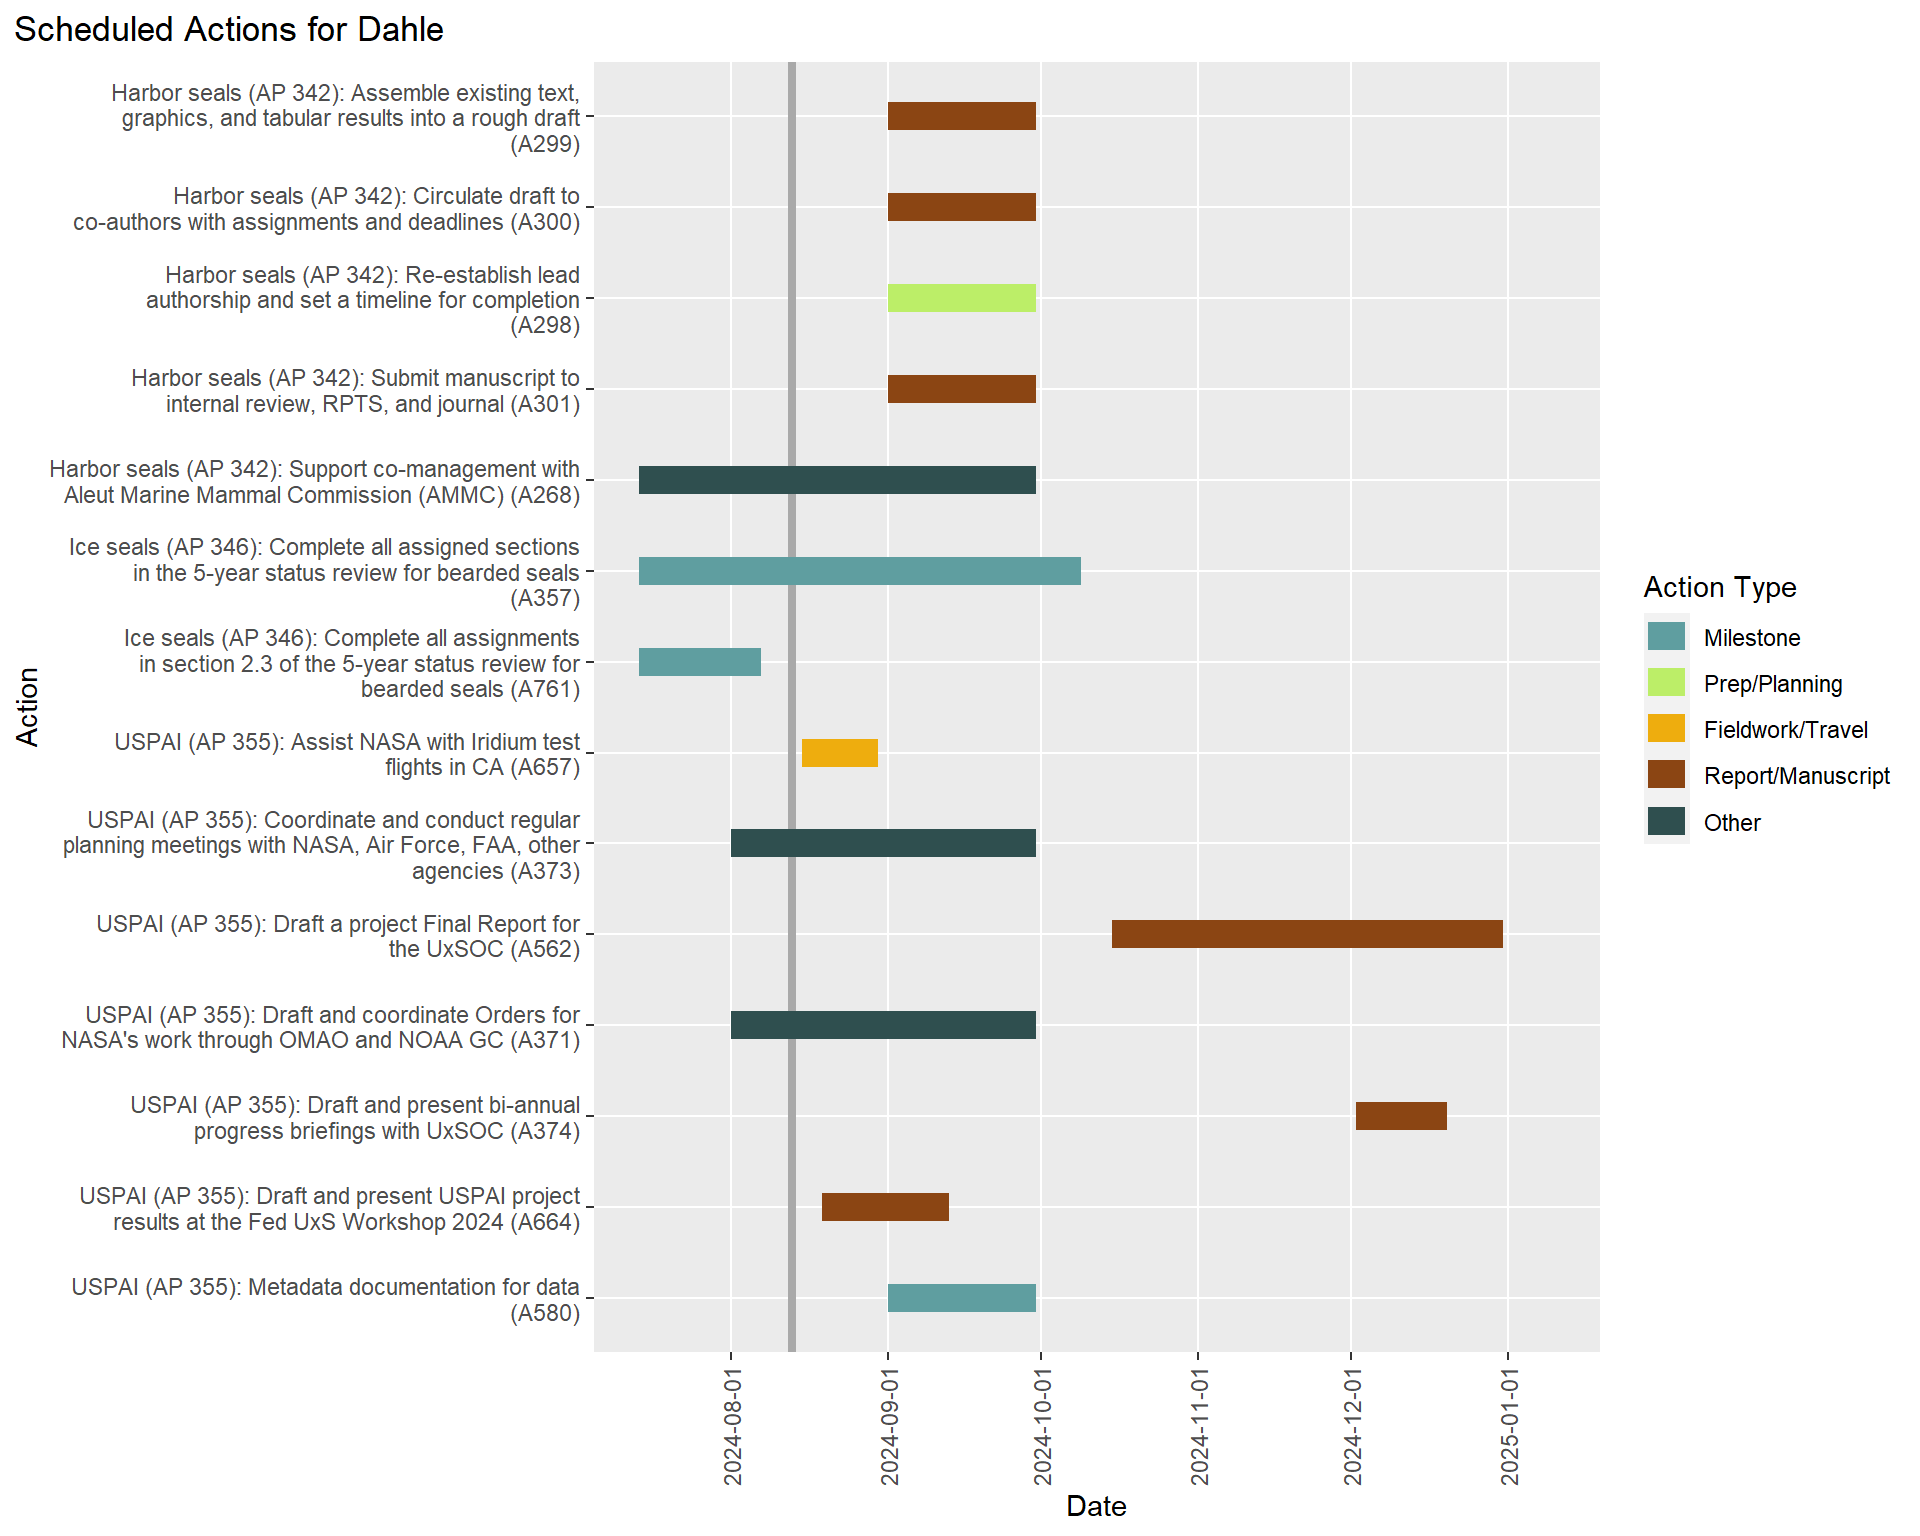 Scheduled Actions for Dahle
Harbor seals (AP 342): Assemble existing text,
graphics, and tabular results into a rough draft
(A299)
Harbor seals (AP 342): Circulate draft to
co-authors with assignments and deadlines (A300)
Harbor seals (AP 342): Re-establish lead
authorship and set a timeline for completion
(A298)
Harbor seals (AP 342): Submit manuscript to
internal review, RPTS, and journal (A301)
Harbor seals (AP 342): Support co-management with
Aleut Marine Mammal Commission (AMMC) (A268)
Ice seals (AP 346): Complete all assigned sections
in the 5-year status review for bearded seals
(A357)
Ice seals (AP 346): Complete all assignments
in section 2.3 of the 5-year status review for
bearded seals (A761)
USPAI (AP 355): Assist NASA with Iridium test
flights in CA (A657)
USPAI (AP 355): Coordinate and conduct regular
planning meetings with NASA, Air Force, FAA, other
agencies (A373)
USPAI (AP 355): Draft a project Final Report for
the UxSOC (A562)
USPAI (AP 355): Draft and coordinate Orders for
NASA's work through OMAO and NOAA GC (A371)
USPAI (AP 355): Draft and present bi-annual
progress briefings with UxSOC (A374)
USPAI (AP 355): Draft and present USPAI project
results at the Fed UxS Workshop 2024 (A664)
USPAI (AP 355): Metadata documentation for data
(A580)
Action
2024-08-01
2024-09-01
2024-10-01
2024-11-01
2024-12-01
2025-01-01
Date
Action Type
Milestone
Prep/Planning
Fieldwork/Travel
Report/Manuscript
Other